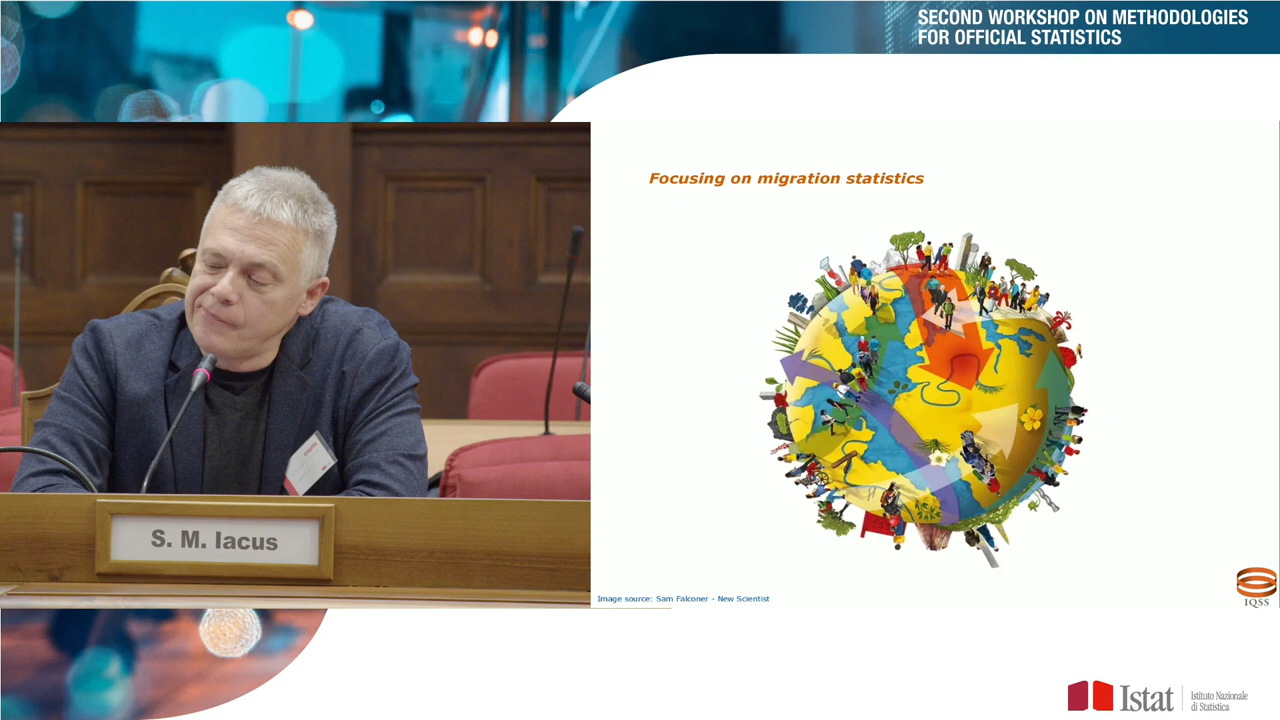 SECOND WORKSHOP ON METHODOLOGIES
FOR OFFICIAL STATISTICS
Focusing on migration statistics
S. M. Iacus
Image source: Sam Falconer - New Scientist
IQSS
Istat
Istituto Nazionale
di Statistica